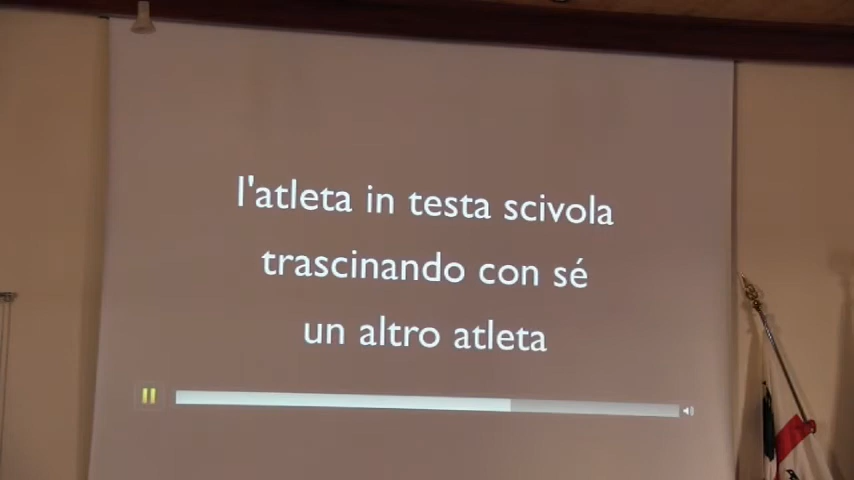 l'atleta in testa scivola
trascinando con sé
un altro atleta